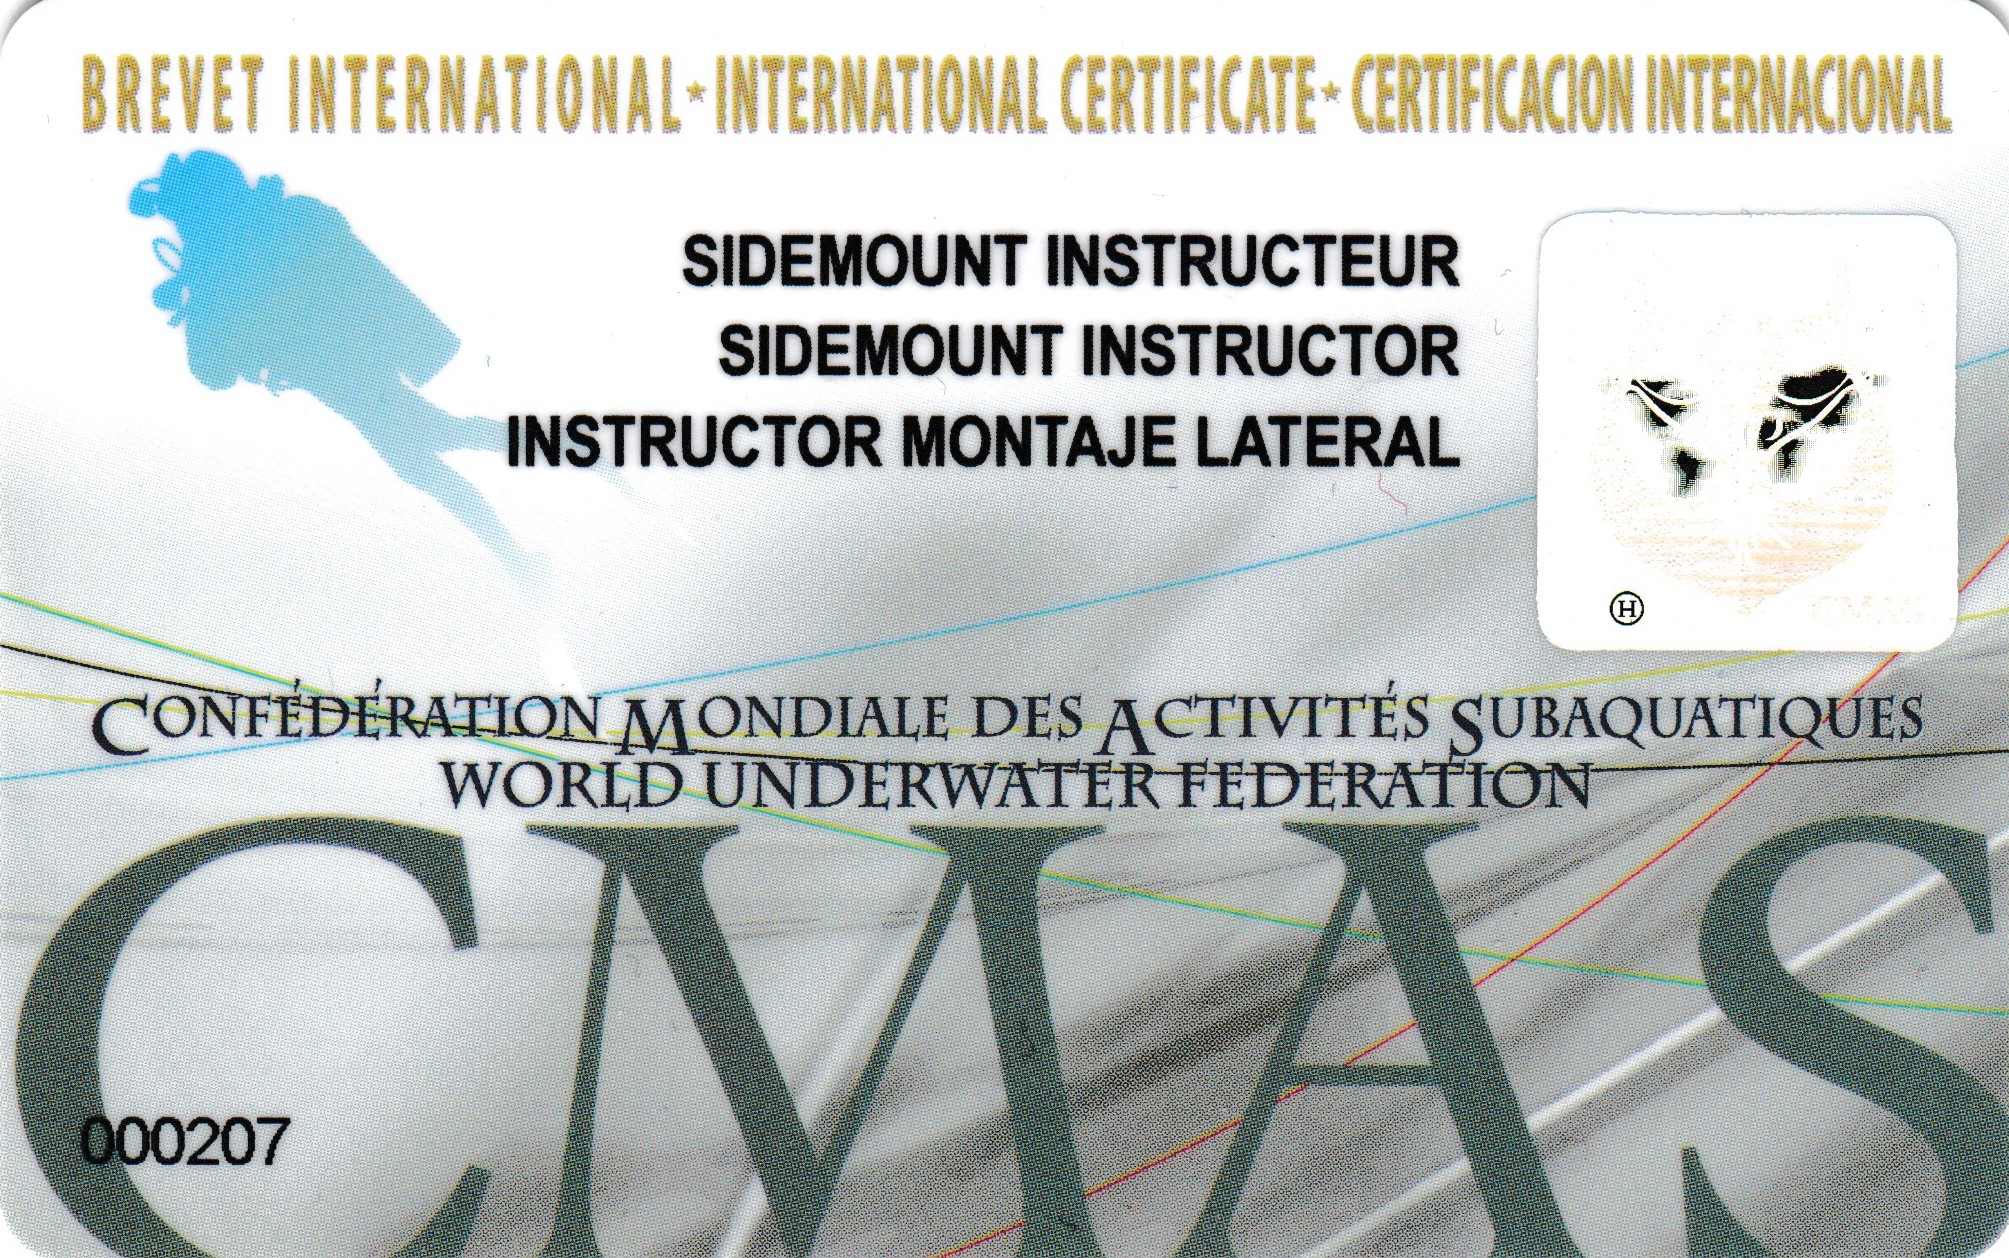 BREVET INTERNATIONAL★INTERNATIONAL CERTIFICATE★CERTIFICACION INTERNACIONAL
SIDEMOUNT INSTRUCTEUR
SIDEMOUNT INSTRUCTOR
INSTRUCTOR MONTAJE LATERAL
Ⓗ
CMAS
CONFÉDÉRATION MONDIALE DES ACTIVITÉS SUBAQUATIQUES
WORLD UNDERWATER FEDERATION
CMAS
000207